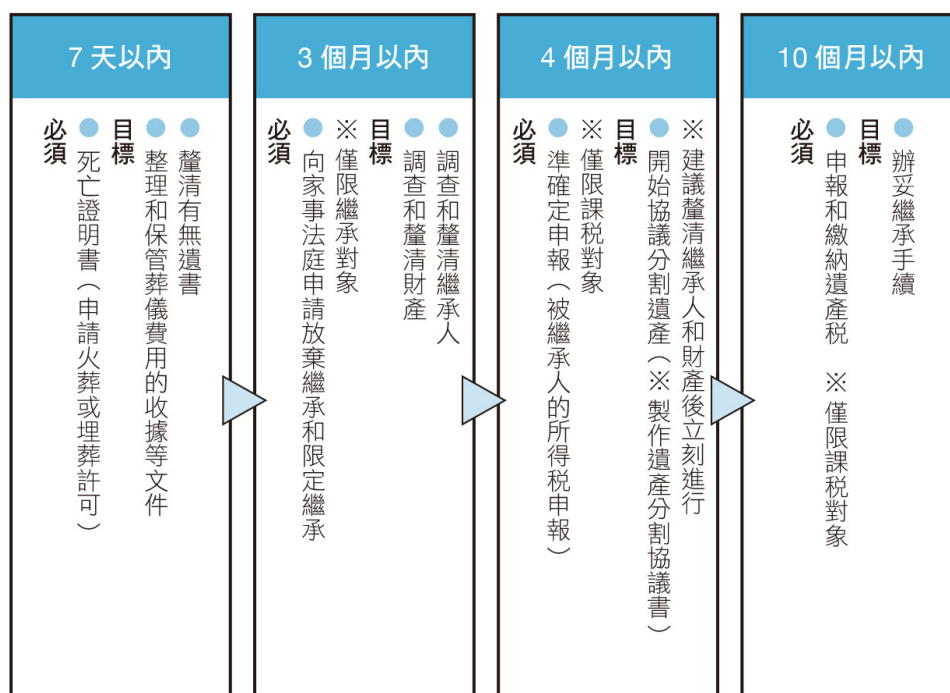 7 天以內
必須
● 死亡證明書（申請火葬或埋葬許可）
目標
● 整理和保管葬儀費用的收據等文件
● 釐清有無遺書
3 個月以內
必須
● 向家事法庭申請放棄繼承和限定繼承
※ 僅限繼承對象
目標
● 調查和釐清財產
● 調查和釐清繼承人
4 個月以內
必須
● 準確定申報（被繼承人的所得稅申報）
※ 僅限課稅對象
目標
● 開始協議分割遺產（※ 製作遺產分割協議書）
※ 建議釐清繼承人和財產後立刻進行
10 個月以內
必須
● 申報和繳納遺產稅　※ 僅限課稅對象
目標
● 辦妥繼承手續